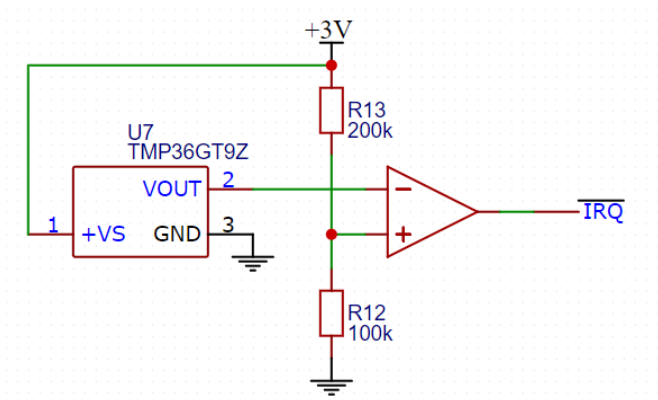 +3V
R13
200k
U7
TMP36GT9Z
VOUT 2
1 +VS GND 3
IRQ
R12
100k